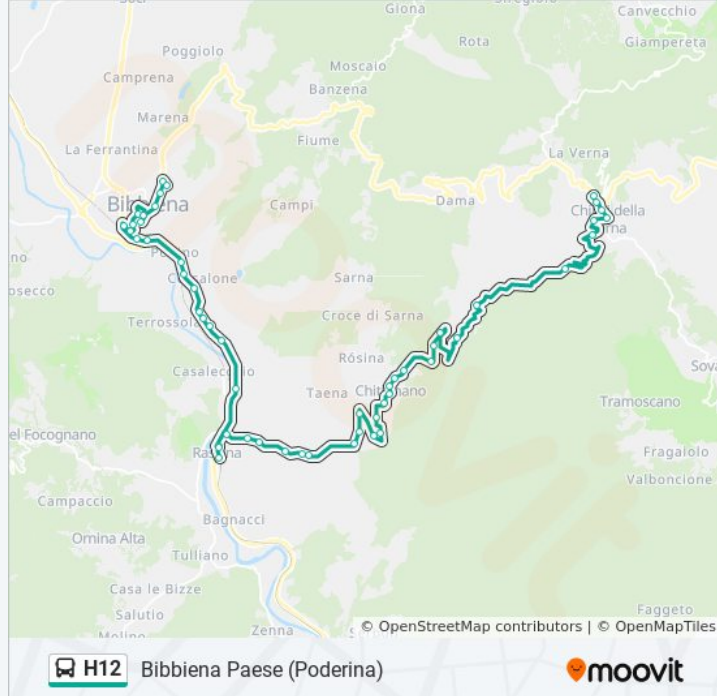 Giona
Canvecchio
Rota
Giampereta
Poggiolo
Moscaio
Camprena
Banzena
Marena
Fiume
La Ferrantina
La Verna
Bibbiena
Campi
Dama
Sarna
Terrossola
Croce di Sarna
Casaleccio
Rósina
Taena
Chitignano
Tramoscano
el Focognano
Rassina
Fragaiolo
Valboncione
Campaccio
Bagnacci
Omina Alta
Tulliano
Casa le Bizze
Salutio
Faggeto
Zenna
© OpenStreetMap contributors | © OpenMapTiles
H12 Bibbiena Paese (Poderina)
moovit